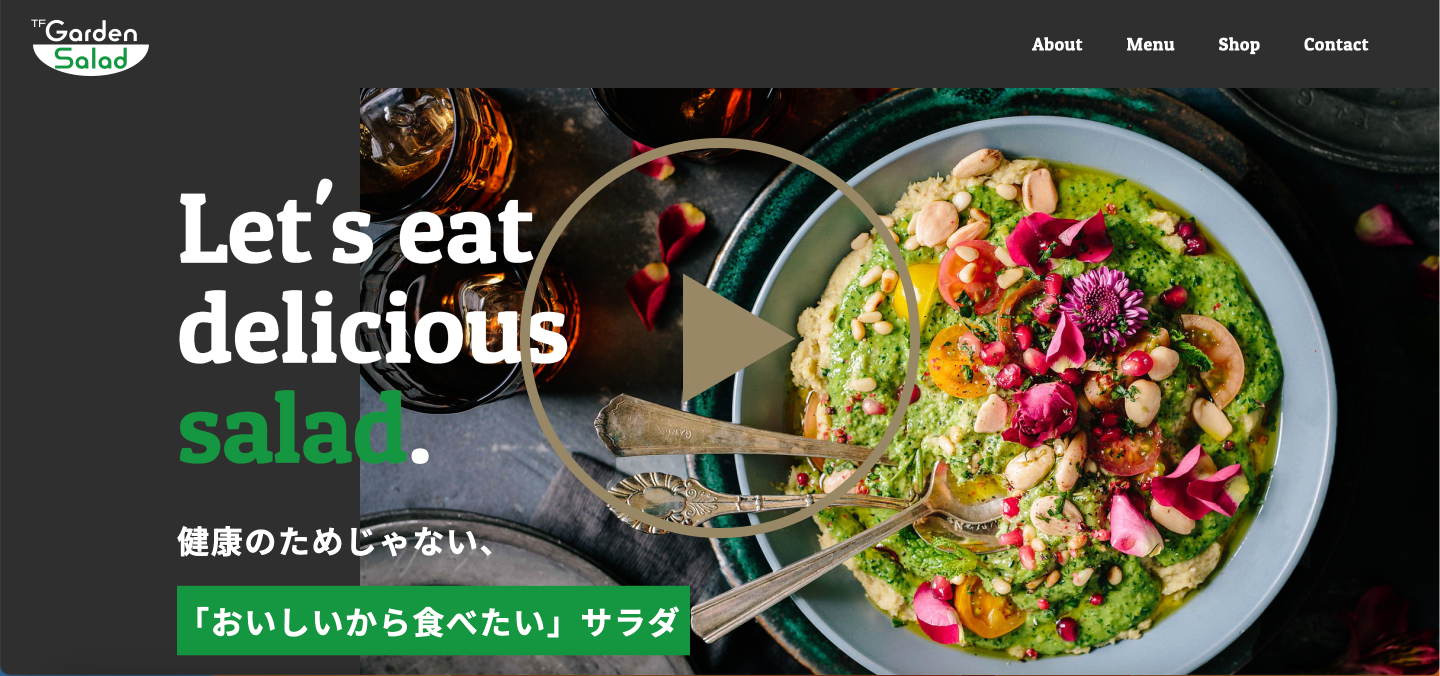 TF Garden
Salad
About Menu Shop Contact
Let's eat
delicious
salad.
健康のためじゃない、
「おいしいから食べたい」サラダ